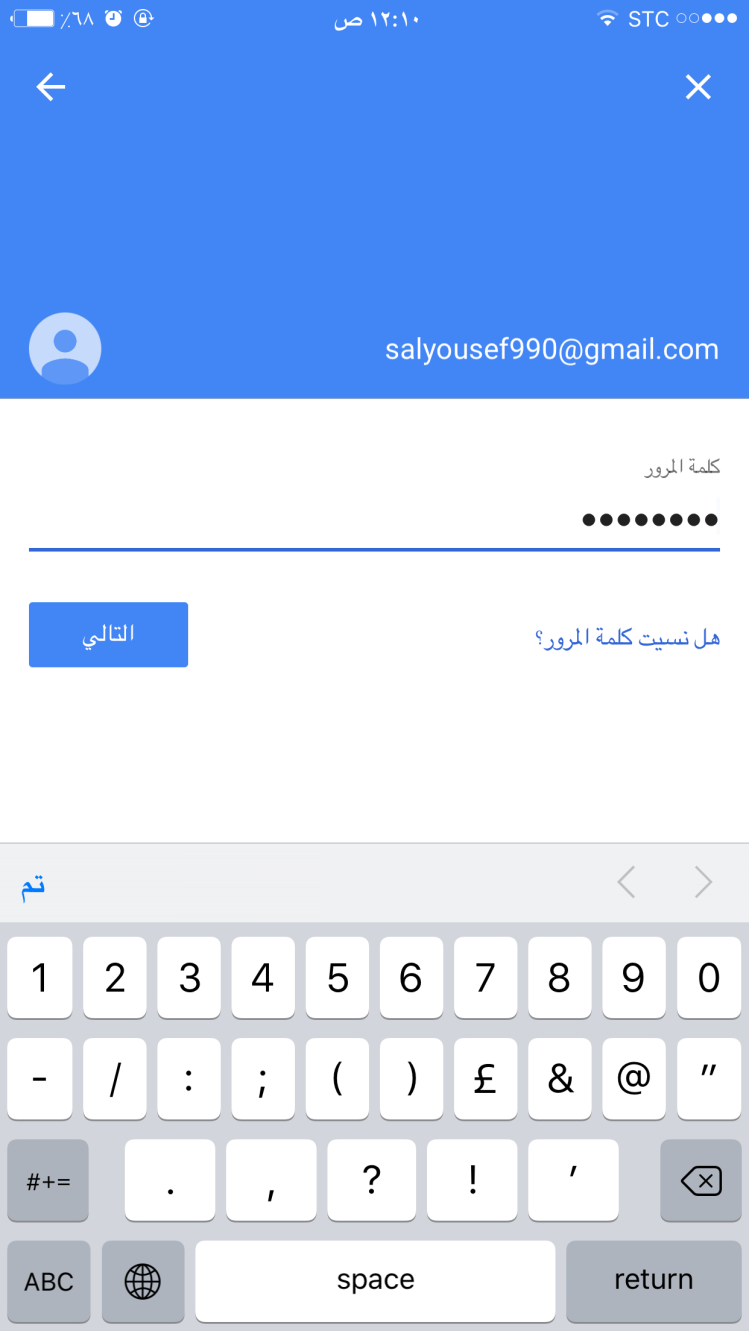 ٪٦٨ ١٢:١٠ ص STC
salyousef990@gmail.com
كلمة المرور
••••••••
هل نسيت كلمة المرور؟ التالي
تم
1 2 3 4 5 6 7 8 9 0
- / : ; ( ) £ & @ "
#+= . , ? ! '
ABC space return